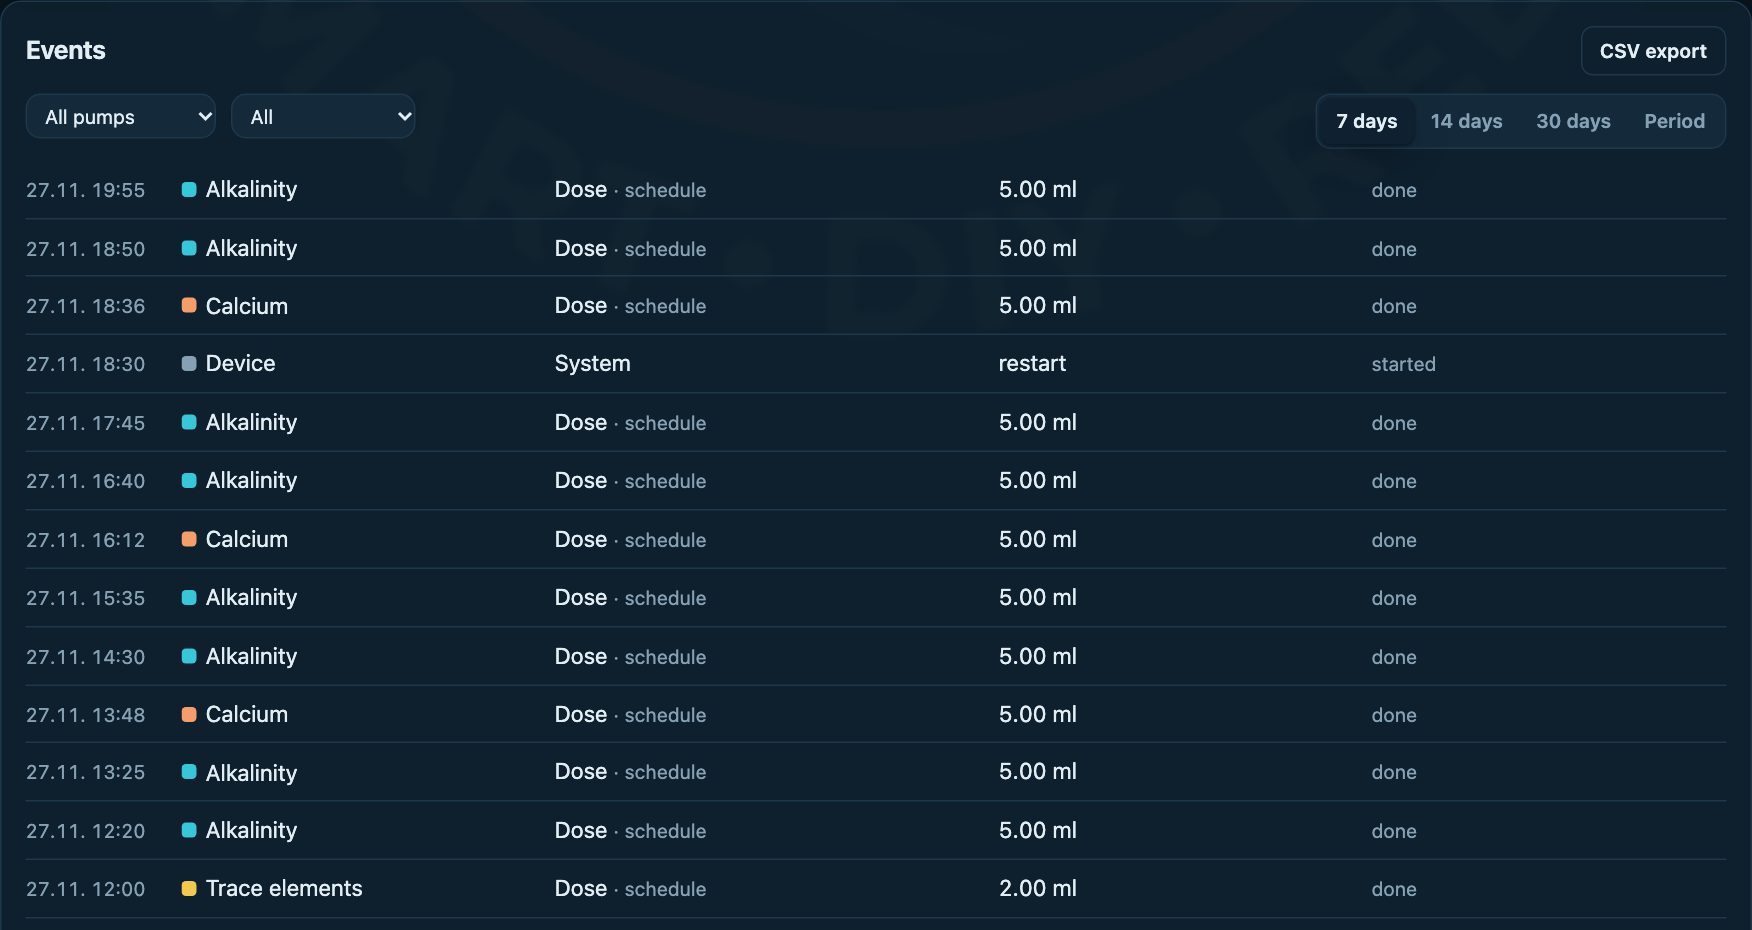 Events
CSV export
All pumps All
7 days 14 days 30 days Period
27.11. 19:55 Alkalinity Dose · schedule 5.00 ml done
27.11. 18:50 Alkalinity Dose · schedule 5.00 ml done
27.11. 18:36 Calcium Dose · schedule 5.00 ml done
27.11. 18:30 Device System restart started
27.11. 17:45 Alkalinity Dose · schedule 5.00 ml done
27.11. 16:40 Alkalinity Dose · schedule 5.00 ml done
27.11. 16:12 Calcium Dose · schedule 5.00 ml done
27.11. 15:35 Alkalinity Dose · schedule 5.00 ml done
27.11. 14:30 Alkalinity Dose · schedule 5.00 ml done
27.11. 13:48 Calcium Dose · schedule 5.00 ml done
27.11. 13:25 Alkalinity Dose · schedule 5.00 ml done
27.11. 12:20 Alkalinity Dose · schedule 5.00 ml done
27.11. 12:00 Trace elements Dose · schedule 2.00 ml done
DIY